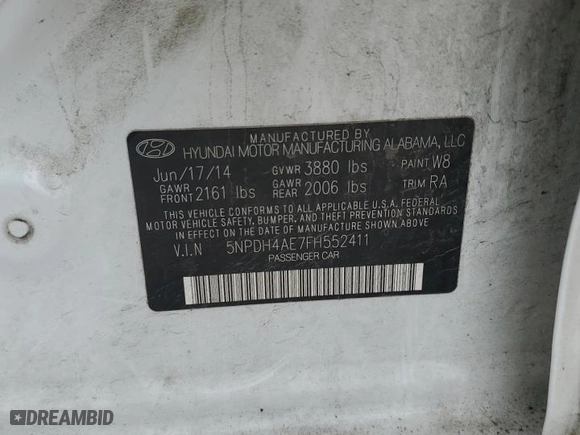 MANUFACTURED BY
HYUNDAI MOTOR MANUFACTURING ALABAMA, LLC
Jun/17/14 GVWR 3880 lbs PAINT W8
GAWR FRONT 2161 lbs GAWR REAR 2006 lbs TRIM RA
THIS VEHICLE CONFORMS TO ALL APPLICABLE U.S.A. FEDERAL
MOTOR VEHICLE SAFETY, BUMPER, AND THEFT PREVENTION
STANDARDS IN EFFECT ON THE DATE OF MANUFACTURE SHOWN ABOVE.
V.I.N 5NPDH4AE7FH552411
PASSENGER CAR
DREAMBID